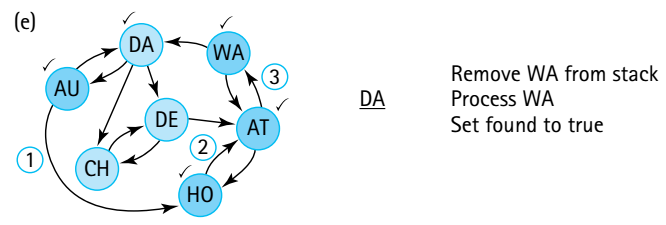 (e)
DA
WA
AU
3
DE
AT
2
1
CH
HO
DA
Remove WA from stack
Process WA
Set found to true